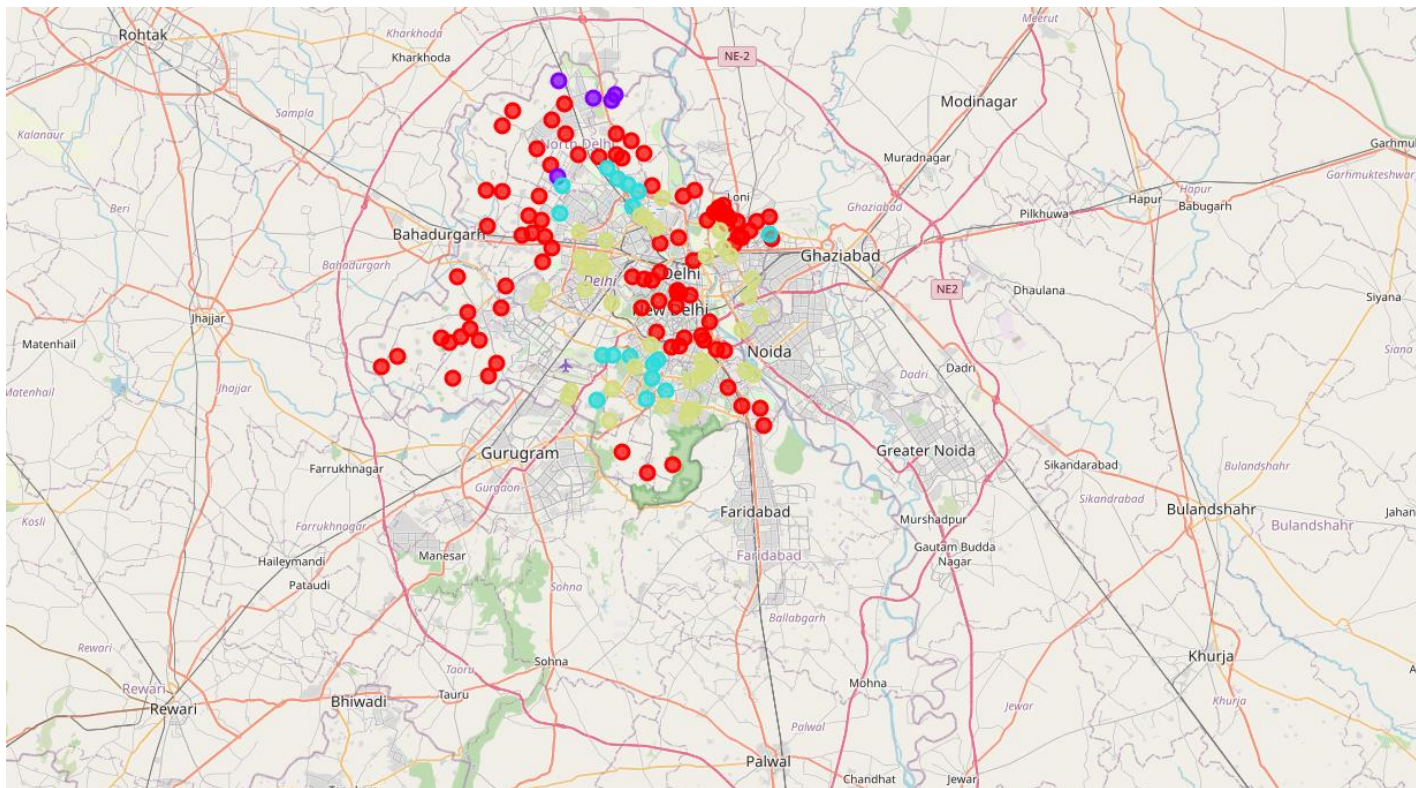 Rohtak
Kharkhoda
Kharkhoda
Meerut
NE-2
Modinagar
Sampla
Kalanaur
North Delhi
Muradnagar
Garhmukteshwar
Loni
Hapur
Hapur
Babugarh
Pilkhuwa
Ghaziabad
Beri
Bahadurgarh
Ghaziabad
Bahadurgarh
Delhi
Delhi
NE2
Dhaulana
Siyana
Siana
Jhajjar
New Delhi
Matenhail
Noida
Dadri
Dadri
Jhajjar
Matenhail
Gurugram
Greater Noida
Sikandarabad
Bulandshahr
Farrukhnagar
Gurgaon
Sikandrabad
Kosli
Farrukhnagar
Faridabad
Murshadpur
Bulandshahr
Bulandshahr
Manesar
Faridabad
Gautam Budda
Nagar
Haileymandi
Pataudi
Sohna
Ballabgarh
Rewari
Sohna
Taoru
Khurja
Rewari
Bhiwadi
Tauru
Mohna
Khurja
Rewari
Jewar
Palwal
Palwal
Chandhat
Jewar